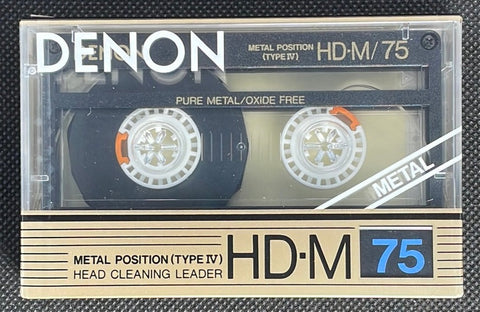 DENON
DENON
METAL POSITION
(TYPE IV)
HD·M/75
PURE METAL/OXIDE FREE
METAL
METAL POSITION (TYPE IV)
HEAD CLEANING LEADER
HD·M 75